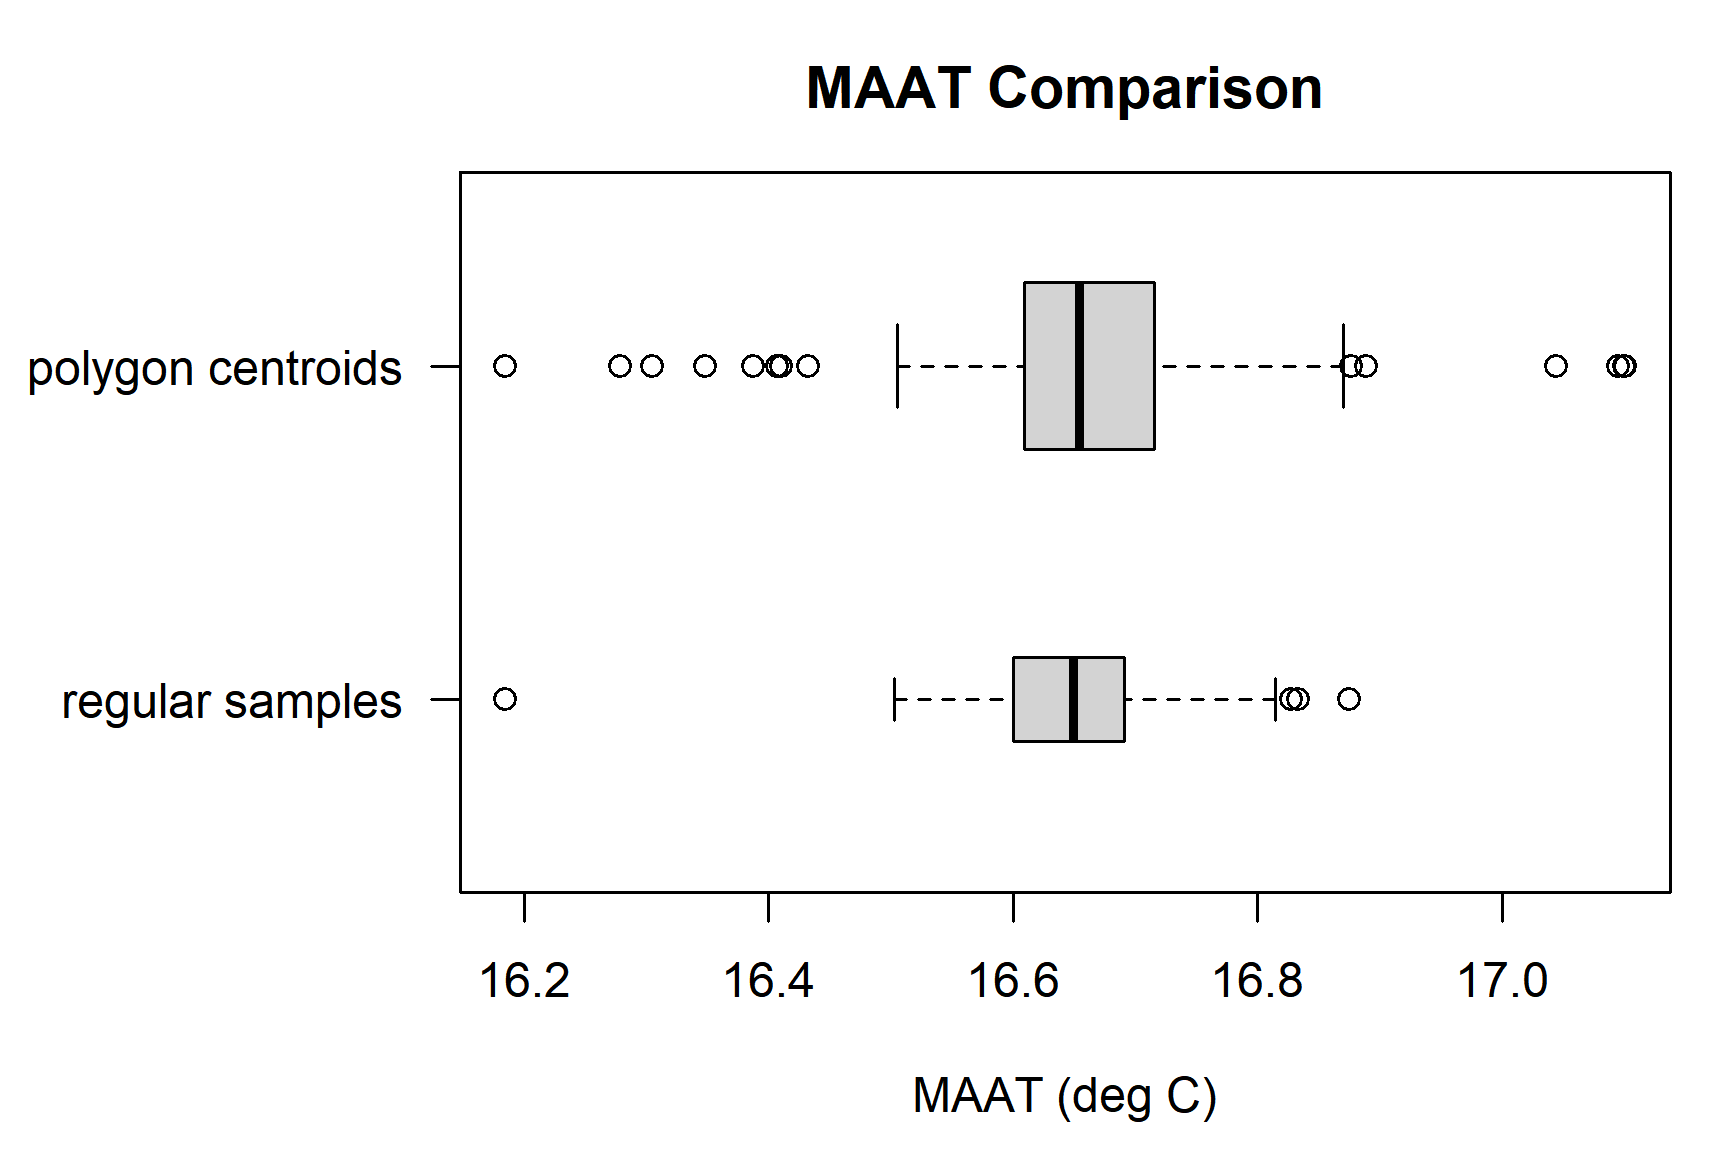 MAAT Comparison
polygon centroids
regular samples
16.2 16.4 16.6 16.8 17.0
MAAT (deg C)